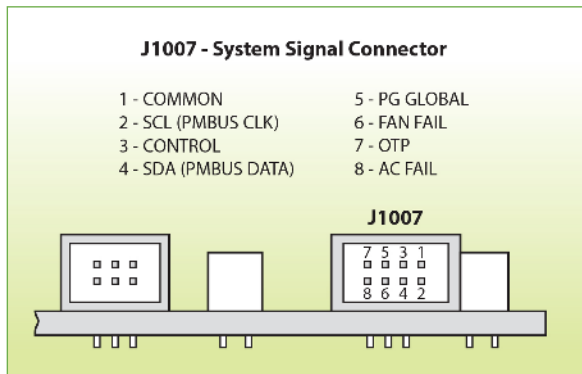 J1007 - System Signal Connector
1 - COMMON
2 - SCL (PMBUS CLK)
3 - CONTROL
4 - SDA (PMBUS DATA)
5 - PG GLOBAL
6 - FAN FAIL
7 - OTP
8 - AC FAIL
J1007
7 5 3 1
8 6 4 2